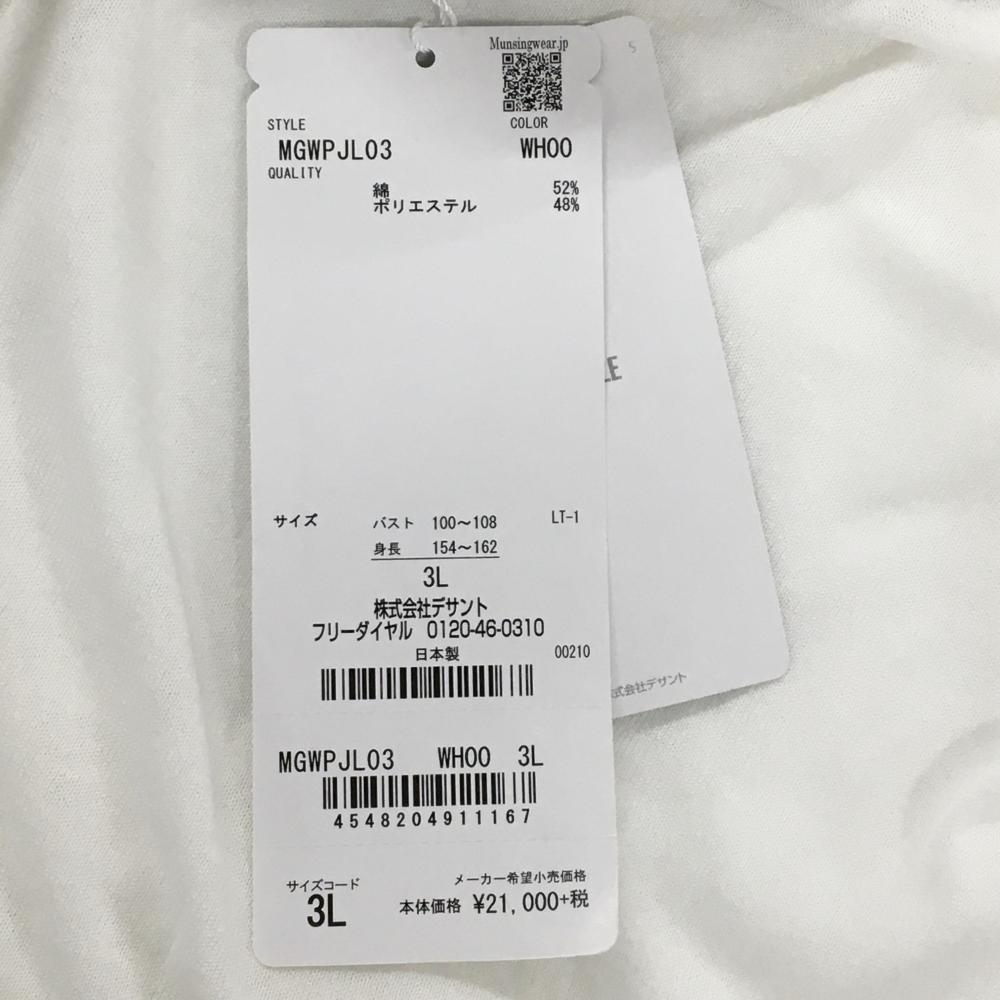 Munsingwear.jp
STYLE COLOR
MGWPJL03 WH00
QUALITY
綿 52%
ポリエステル 48%
サイズ バスト 100～108 LT-1
身長 154～162
3L
株式会社デサント
フリーダイヤル 0120-46-0310
日本製 00210
MGWPJL03 WH00 3L
4548204911167
サイズコード メーカー希望小売価格
3L 本体価格 ¥21,000+税
5
LE
式会社デサント